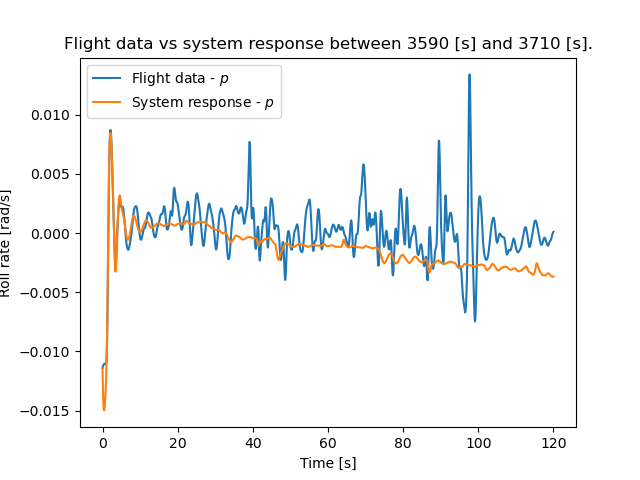 Flight data vs system response between 3590 [s] and 3710 [s].
Flight data - p
System response - p
0.010
0.005
0.000
−0.005
−0.010
−0.015
Roll rate [rad/s]
0 20 40 60 80 100 120
Time [s]